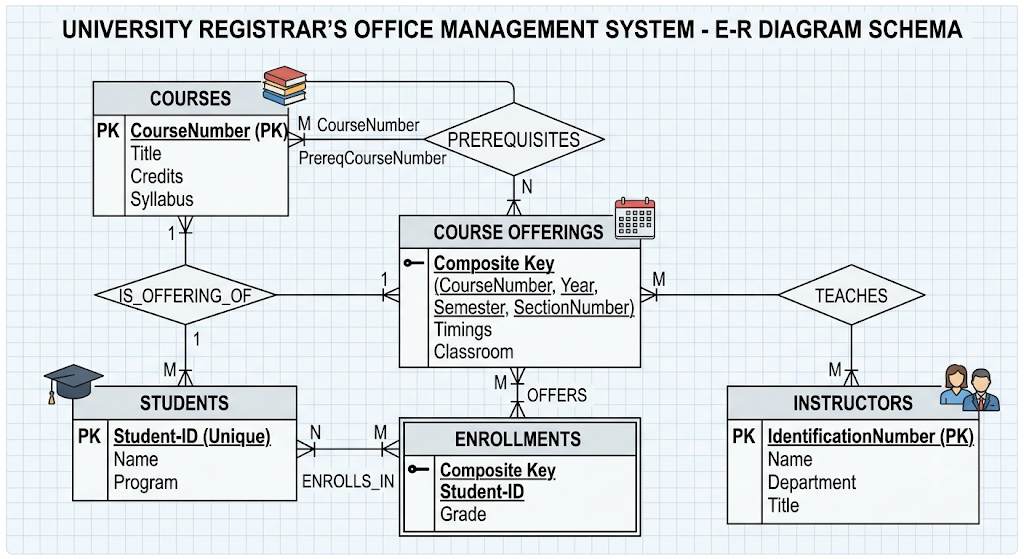 UNIVERSITY REGISTRAR'S OFFICE MANAGEMENT SYSTEM - E-R DIAGRAM SCHEMA
COURSES
PK CourseNumber (PK)
Title
Credits
Syllabus
M CourseNumber
PrereqCourseNumber
PREREQUISITES
N
1
COURSE OFFERINGS
Composite Key
(CourseNumber, Year,
Semester, SectionNumber)
Timings
Classroom
IS_OFFERING_OF
1
M
TEACHES
1
M
M
OFFERS
M
STUDENTS
PK Student-ID (Unique)
Name
Program
N
M
ENROLLS_IN
ENROLLMENTS
Composite Key
Student-ID
Grade
INSTRUCTORS
PK IdentificationNumber (PK)
Name
Department
Title